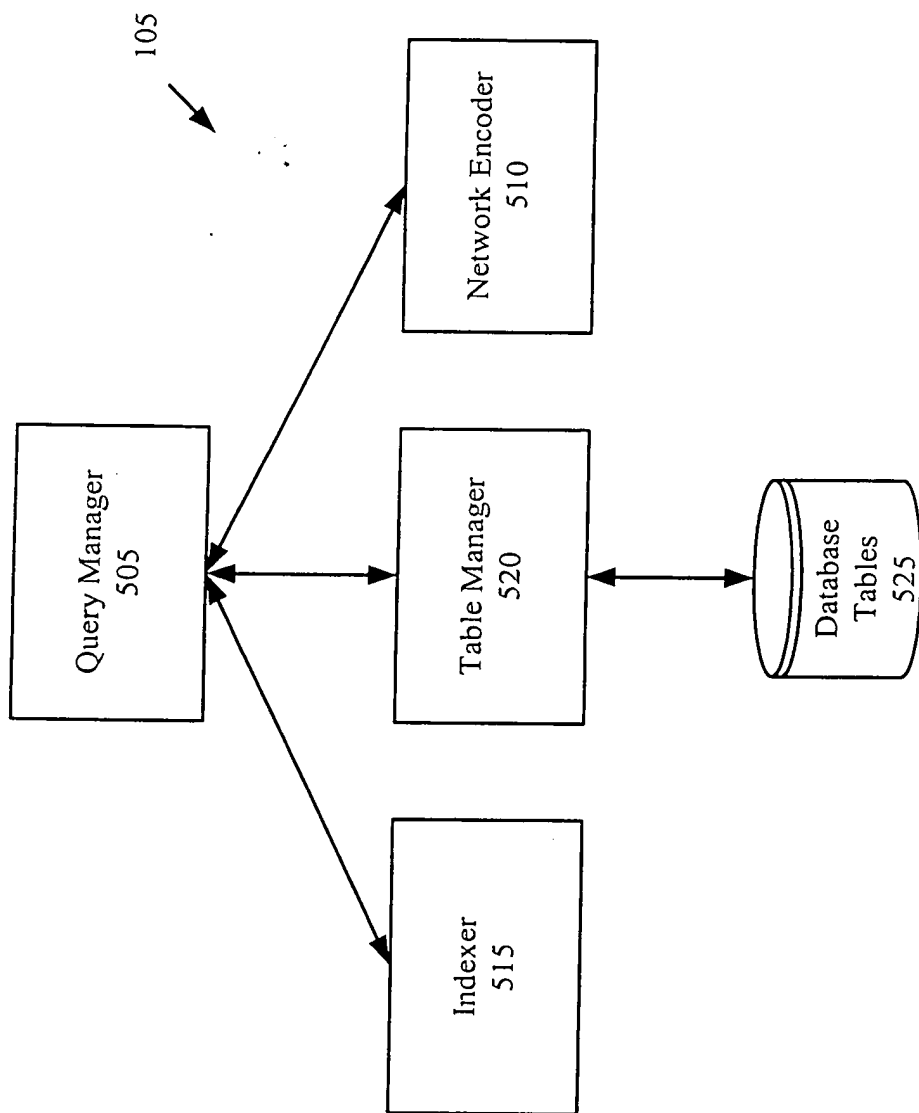 105
Query Manager
505
Indexer
515
Table Manager
520
Network Encoder
510
Database
Tables
525